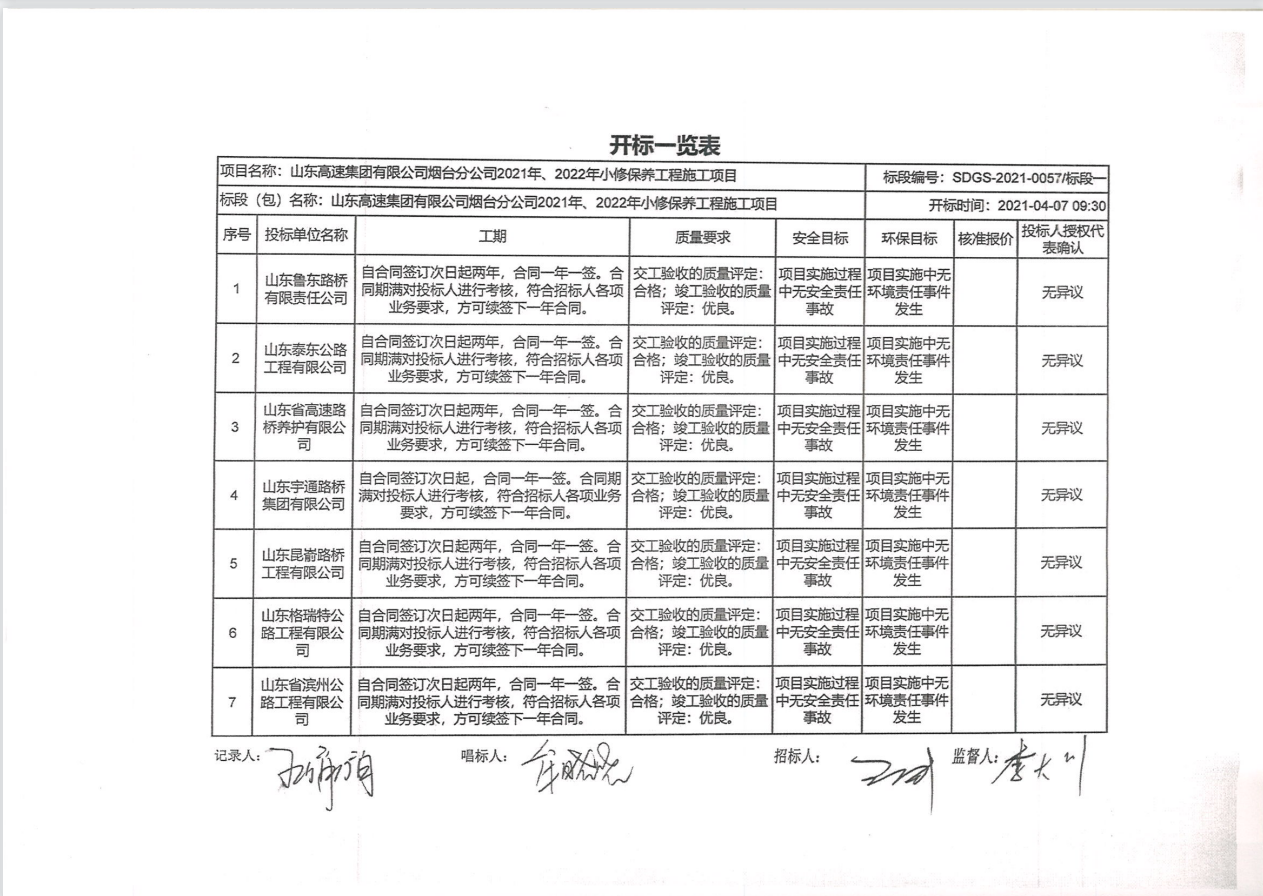 开标一览表
项目名称：山东高速集团有限公司烟台分公司2021年、2022年小修保养工程施工项目 标段编号：SDGS-2021-0057/标段一
标段（包）名称：山东高速集团有限公司烟台分公司2021年、2022年小修保养工程施工项目 开标时间：2021-04-07 09:30
序号 投标单位名称 工期 质量要求 安全目标 环保目标 核准报价 投标人授权代
表确认
1
山东鲁东路桥
有限责任公司
自合同签订次日起两年，合同一年一签。合
同期满对投标人进行考核，符合招标人各项
业务要求，方可续签下一年合同。
交工验收的质量评定：
合格；竣工验收的质量
评定：优良。
项目实施过程
中无安全责任
事故
项目实施中无
环境责任事件
发生
无异议
2
山东泰东公路
工程有限公司
自合同签订次日起两年，合同一年一签。合
同期满对投标人进行考核，符合招标人各项
业务要求，方可续签下一年合同。
交工验收的质量评定：
合格；竣工验收的质量
评定：优良。
项目实施过程
中无安全责任
事故
项目实施中无
环境责任事件
发生
无异议
3
山东省高速路
桥养护有限公
司
自合同签订次日起两年，合同一年一签。合
同期满对投标人进行考核，符合招标人各项
业务要求，方可续签下一年合同。
交工验收的质量评定：
合格；竣工验收的质量
评定：优良。
项目实施过程
中无安全责任
事故
项目实施中无
环境责任事件
发生
无异议
4
山东宇通路桥
集团有限公司
自合同签订次日起，合同一年一签。合同期
满对投标人进行考核，符合招标人各项业务
要求，方可续签下一年合同。
交工验收的质量评定：
合格；竣工验收的质量
评定：优良。
项目实施过程
中无安全责任
事故
项目实施中无
环境责任事件
发生
无异议
5
山东昆嵛路桥
工程有限公司
自合同签订次日起两年，合同一年一签。合
同期满对投标人进行考核，符合招标人各项
业务要求，方可续签下一年合同。
交工验收的质量评定：
合格；竣工验收的质量
评定：优良。
项目实施过程
中无安全责任
事故
项目实施中无
环境责任事件
发生
无异议
6
山东格瑞特公
路工程有限公
司
自合同签订次日起两年，合同一年一签。合
同期满对投标人进行考核，符合招标人各项
业务要求，方可续签下一年合同。
交工验收的质量评定：
合格；竣工验收的质量
评定：优良。
项目实施过程
中无安全责任
事故
项目实施中无
环境责任事件
发生
无异议
7
山东省滨州公
路工程有限公
司
自合同签订次日起两年，合同一年一签。合
同期满对投标人进行考核，符合招标人各项
业务要求，方可续签下一年合同。
交工验收的质量评定：
合格；竣工验收的质量
评定：优良。
项目实施过程
中无安全责任
事故
项目实施中无
环境责任事件
发生
无异议
记录人： 唱标人： 招标人： 监督人：李大川